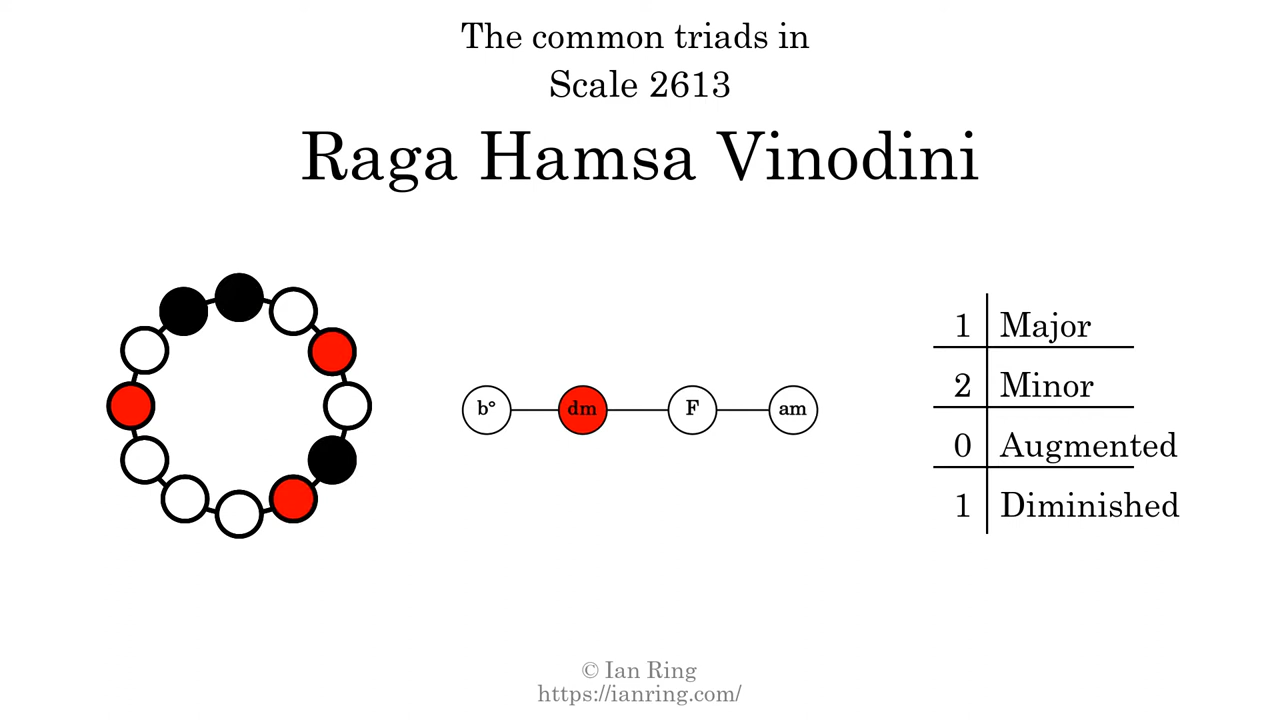 The common triads in
Scale 2613
Raga Hamsa Vinodini
b° dm F am
1 Major
2 Minor
0 Augmented
1 Diminished
© Ian Ring
https://ianring.com/